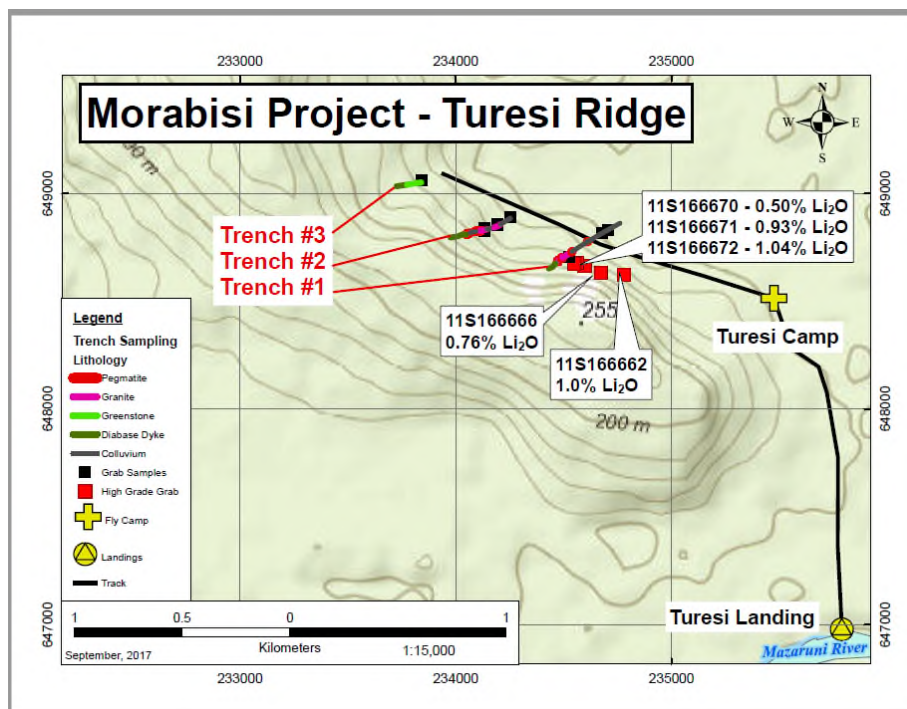 233000 234000 235000
Morabisi Project - Turesi Ridge
N
W E
S
649000
649000
00 m
11S166670 - 0.50% Li₂O
11S166671 - 0.93% Li₂O
11S166672 - 1.04% Li₂O
Trench #3
Trench #2
Trench #1
11S166666
0.76% Li₂O
255
Turesi Camp
11S166662
1.0% Li₂O
648000
648000
200 m
Legend
Trench Sampling
Lithology
Pegmatite
Granite
Greenstone
Diabase Dyke
Colluvium
Grab Samples
High Grade Grab
Fly Camp
Landings
Track
1 0.5 0 1
Kilometers
1:15,000
September, 2017
Turesi Landing
Mazaruni River
647000
647000
233000 234000 235000